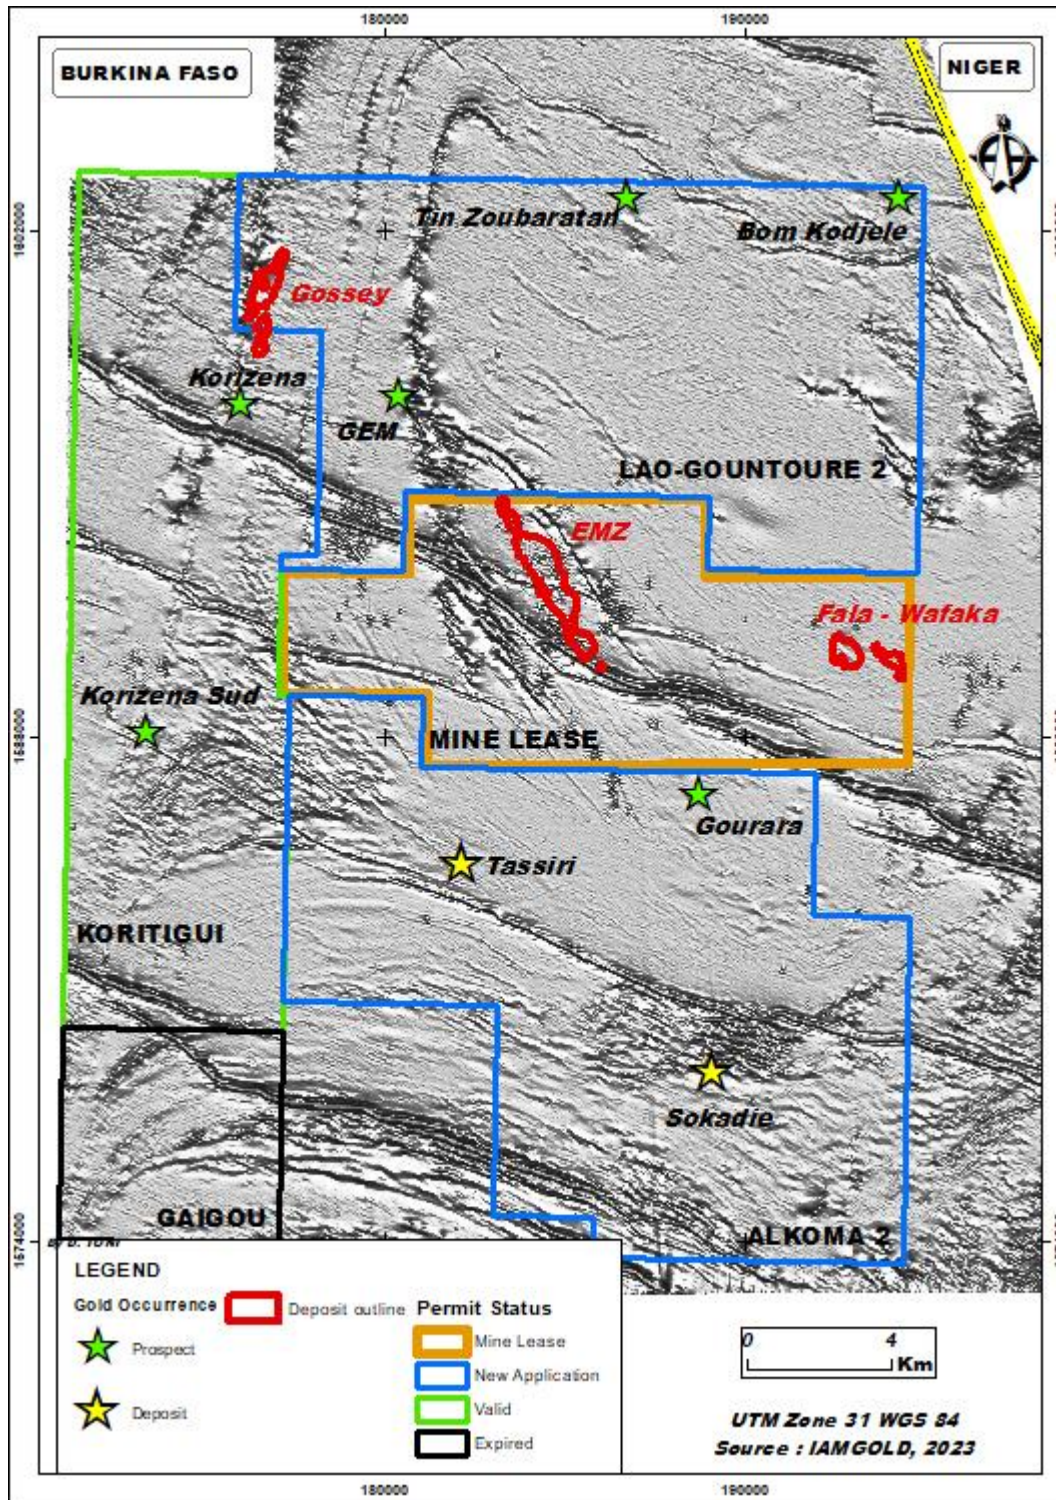 180000
190000
BURKINA FASO
NIGER
Tin Zoubaratan
Bom Kodjele
Gossey
Korizena
GEM
LAO-GOUNTOURE 2
EMZ
Fala - Wafaka
Korizena Sud
MINE LEASE
Gourara
Tassiri
KORITIGUI
Sokadie
GAIGOU
ALKOMA 2
1674000
LEGEND
Gold Occurrence
Deposit outline
Permit Status
Prospect
Mine Lease
New Application
Deposit
Valid
Expired
0 4
Km
UTM Zone 31 WGS 84
Source : IAMGOLD, 2023
180000
190000